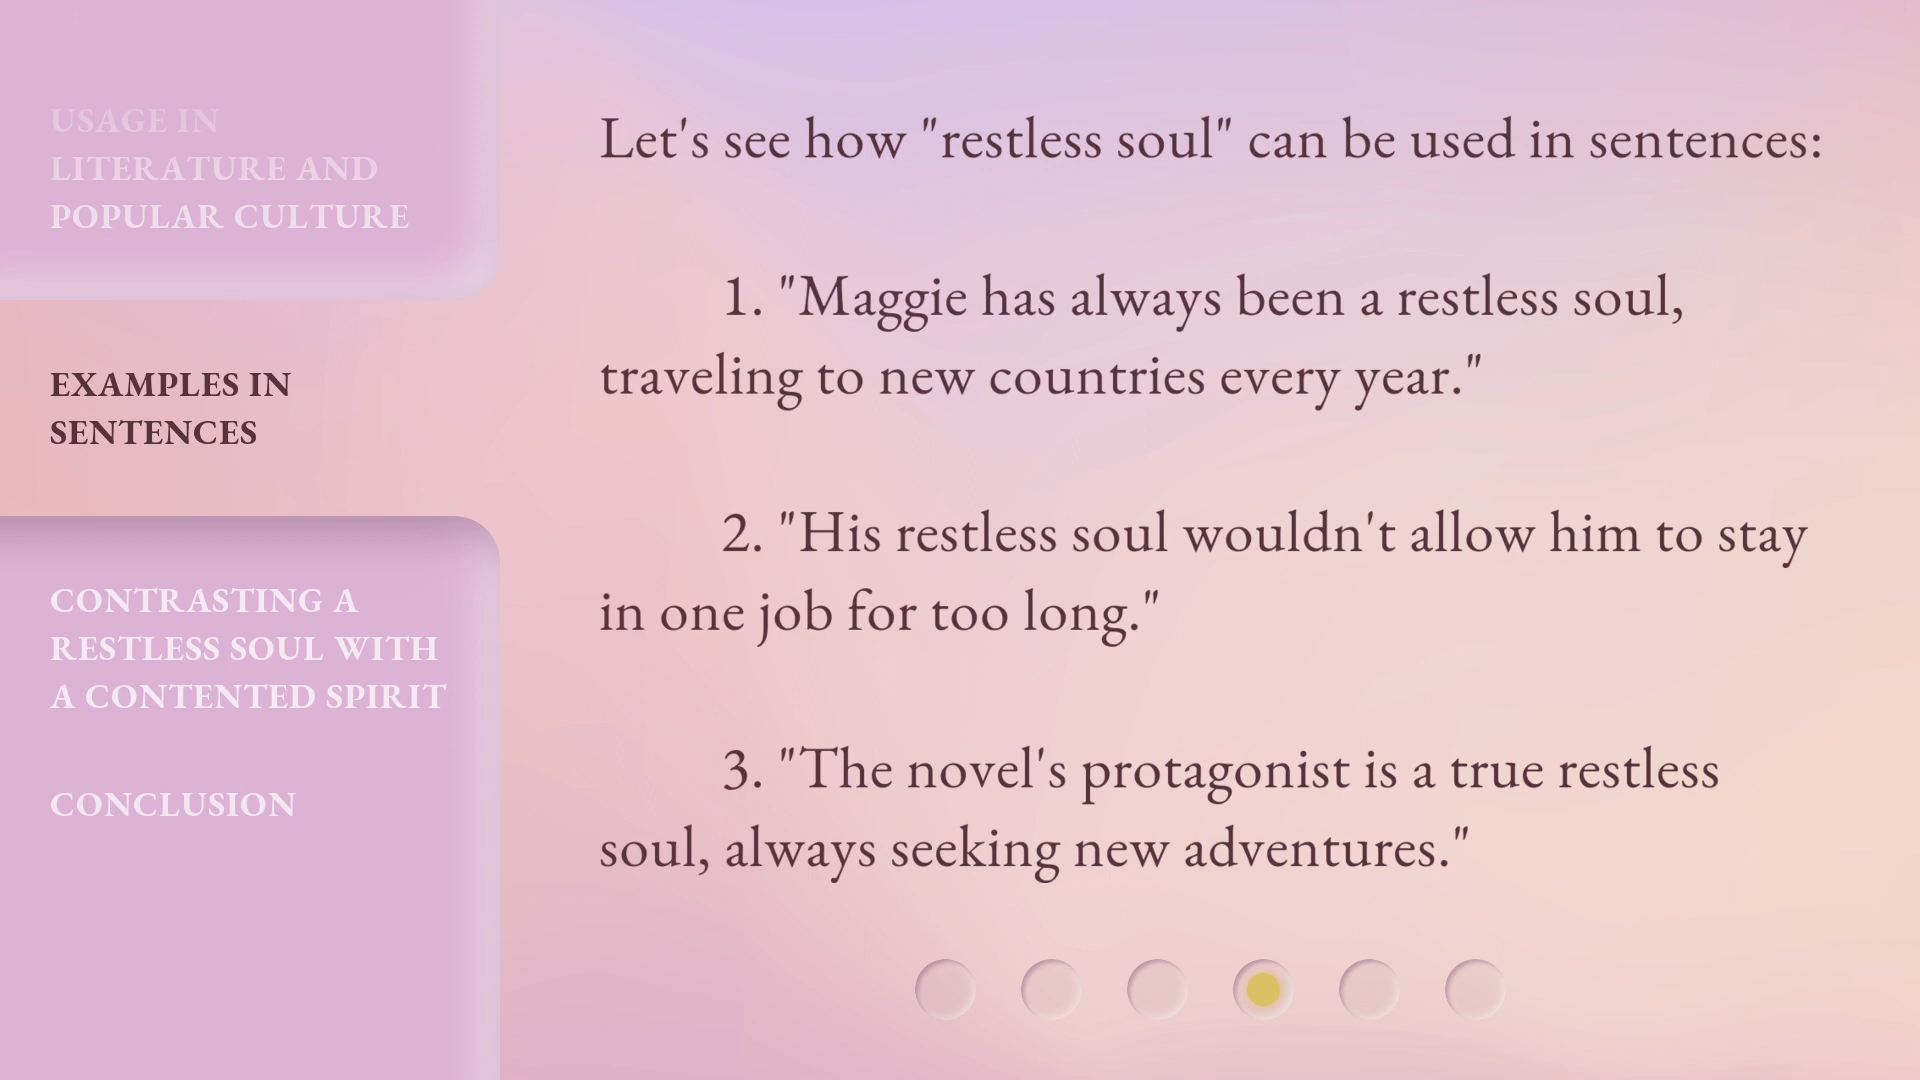 USAGE IN
LITERATURE AND
POPULAR CULTURE
EXAMPLES IN
SENTENCES
CONTRASTING A
RESTLESS SOUL WITH
A CONTENTED SPIRIT
CONCLUSION
Let's see how "restless soul" can be used in sentences:
1. "Maggie has always been a restless soul,
traveling to new countries every year."
2. "His restless soul wouldn't allow him to stay
in one job for too long."
3. "The novel's protagonist is a true restless
soul, always seeking new adventures."